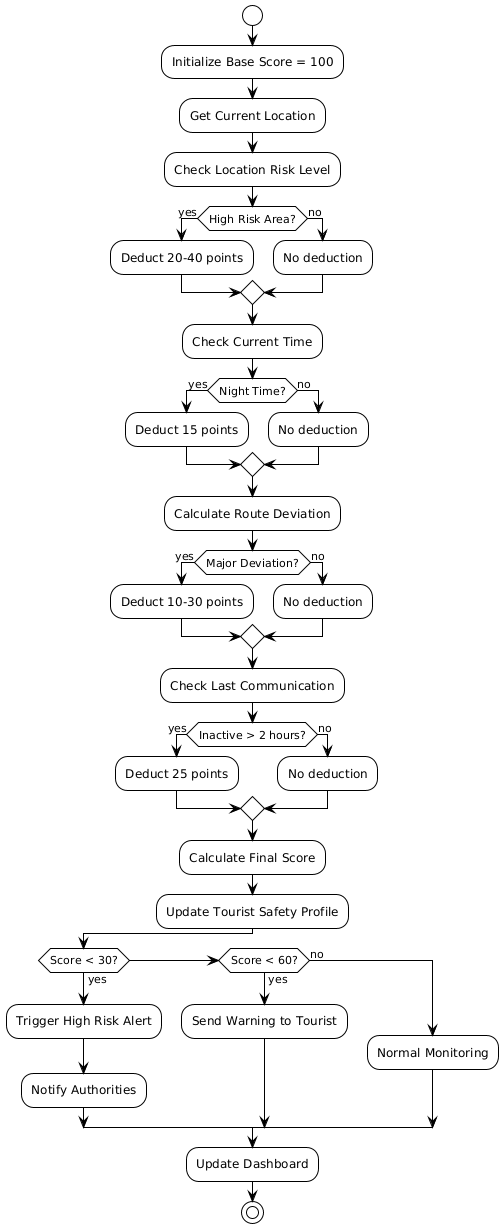 Initialize Base Score = 100
Get Current Location
Check Location Risk Level
yes
High Risk Area?
no
Deduct 20-40 points
No deduction
Check Current Time
yes
Night Time?
no
Deduct 15 points
No deduction
Calculate Route Deviation
yes
Major Deviation?
no
Deduct 10-30 points
No deduction
Check Last Communication
yes
Inactive > 2 hours?
no
Deduct 25 points
No deduction
Calculate Final Score
Update Tourist Safety Profile
Score < 30?
Score < 60?
no
yes
yes
Trigger High Risk Alert
Send Warning to Tourist
Normal Monitoring
Notify Authorities
Update Dashboard